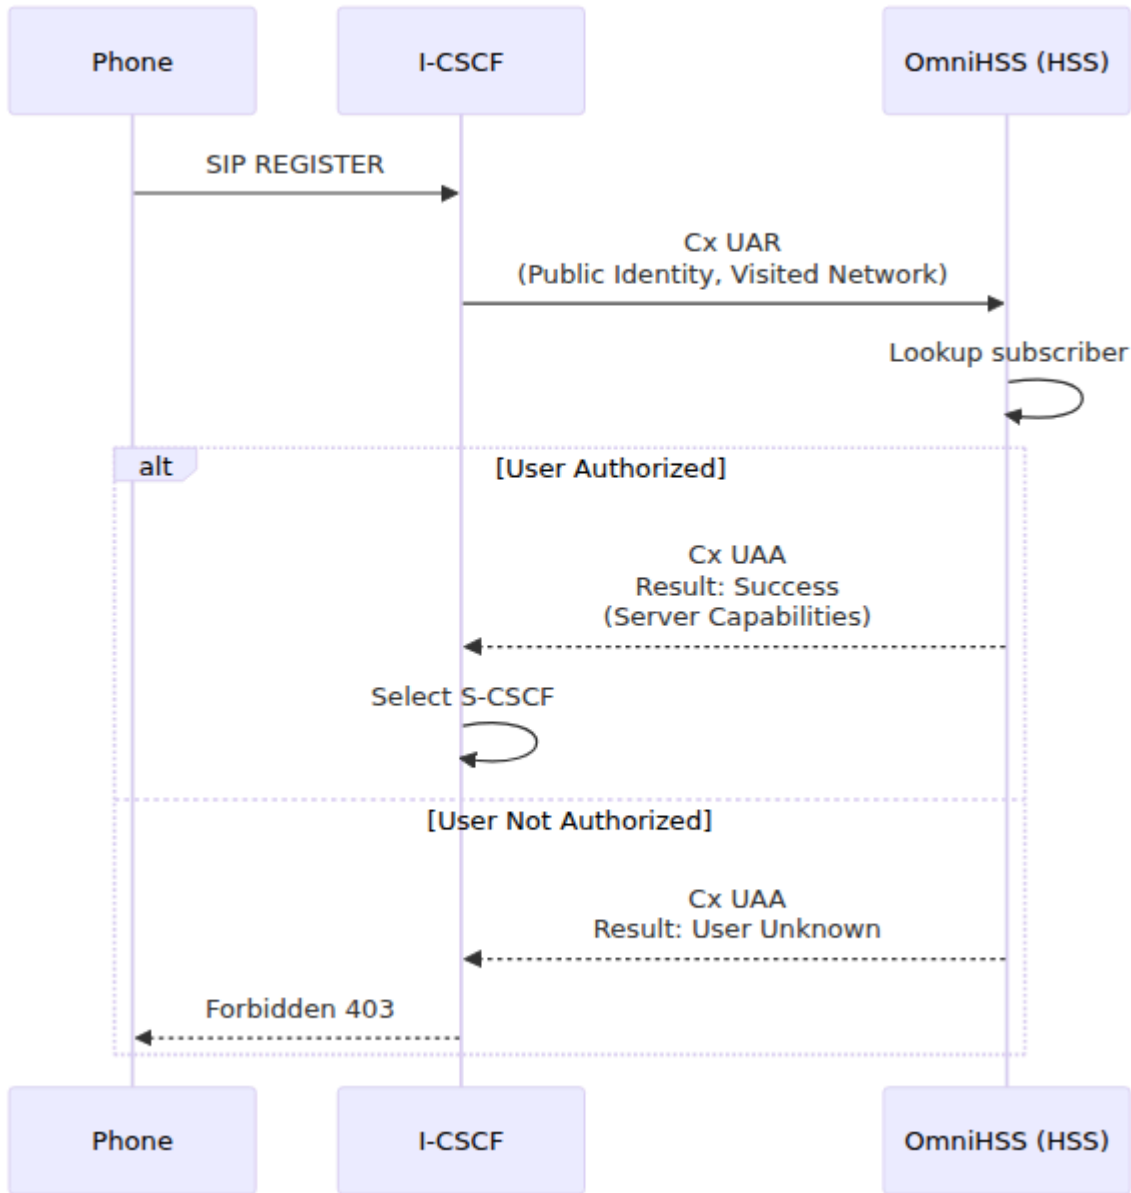 Phone
I-CSCF
OmniHSS (HSS)
SIP REGISTER
Cx UAR
(Public Identity, Visited Network)
Lookup subscriber
alt
[User Authorized]
Cx UAA
Result: Success
(Server Capabilities)
Select S-CSCF
[User Not Authorized]
Cx UAA
Result: User Unknown
Forbidden 403
Phone
I-CSCF
OmniHSS (HSS)